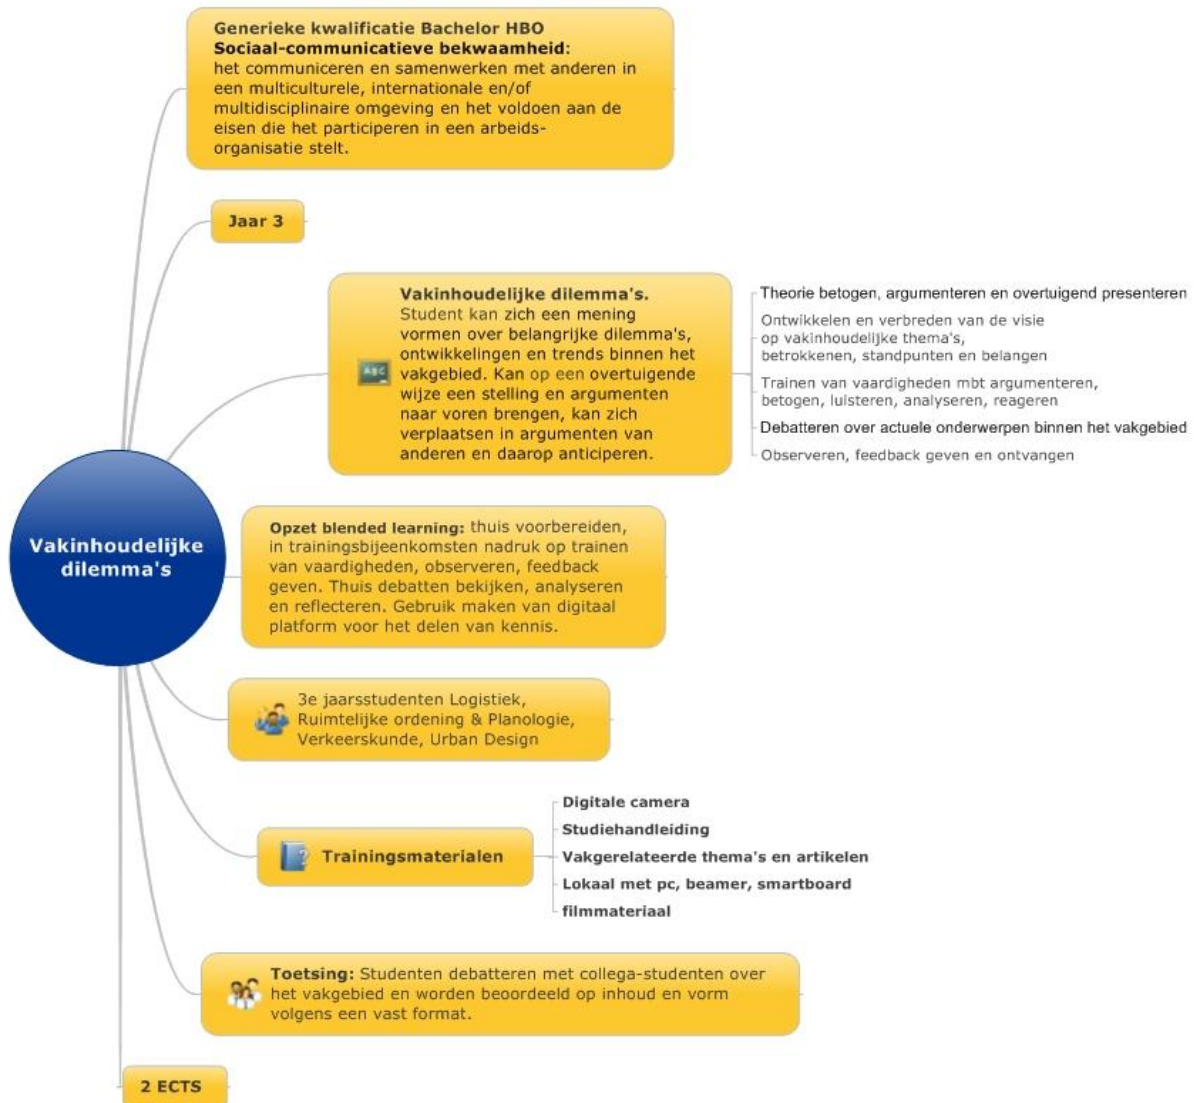 Generieke kwalificatie Bachelor HBO
Sociaal-communicatieve bekwaamheid:
het communiceren en samenwerken met anderen in
een multiculturele, internationale en/of
multidisciplinaire omgeving en het voldoen aan de
eisen die het participeren in een arbeids-
organisatie stelt.
Jaar 3
Vakinhoudelijke dilemma's.
Student kan zich een mening
vormen over belangrijke dilemma's,
ontwikkelingen en trends binnen het
vakgebied. Kan op een overtuigende
wijze een stelling en argumenten
naar voren brengen, kan zich
verplaatsen in argumenten van
anderen en daarop anticiperen.
ABC
Theorie betogen, argumenteren en overtuigend presenteren
Ontwikkelen en verbreden van de visie
op vakinhoudelijke thema's,
betrokkenen, standpunten en belangen
Trainen van vaardigheden mbt argumenteren,
betogen, luisteren, analyseren, reageren
Debatteren over actuele onderwerpen binnen het vakgebied
Observeren, feedback geven en ontvangen
Vakinhoudelijke
dilemma's
Opzet blended learning: thuis voorbereiden,
in trainingsbijeenkomsten nadruk op trainen
van vaardigheden, observeren, feedback
geven. Thuis debatten bekijken, analyseren
en reflecteren. Gebruik maken van digitaal
platform voor het delen van kennis.
3e jaarsstudenten Logistiek,
Ruimtelijke ordening & Planologie,
Verkeerskunde, Urban Design
Trainingsmaterialen
Digitale camera
Studiehandleiding
Vakgerelateerde thema's en artikelen
Lokaal met pc, beamer, smartboard
filmmateriaal
Toetsing: Studenten debatteren met collega-studenten over
het vakgebied en worden beoordeeld op inhoud en vorm
volgens een vast format.
2 ECTS